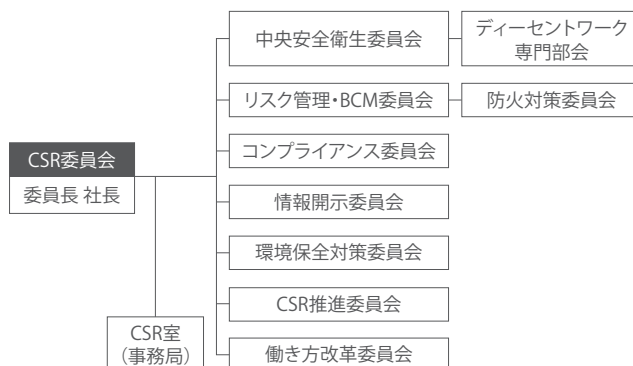 CSR委員会
委員長 社長
CSR室
（事務局）
中央安全衛生委員会
ディーセントワーク
専門部会
リスク管理・BCM委員会
防火対策委員会
コンプライアンス委員会
情報開示委員会
環境保全対策委員会
CSR推進委員会
働き方改革委員会